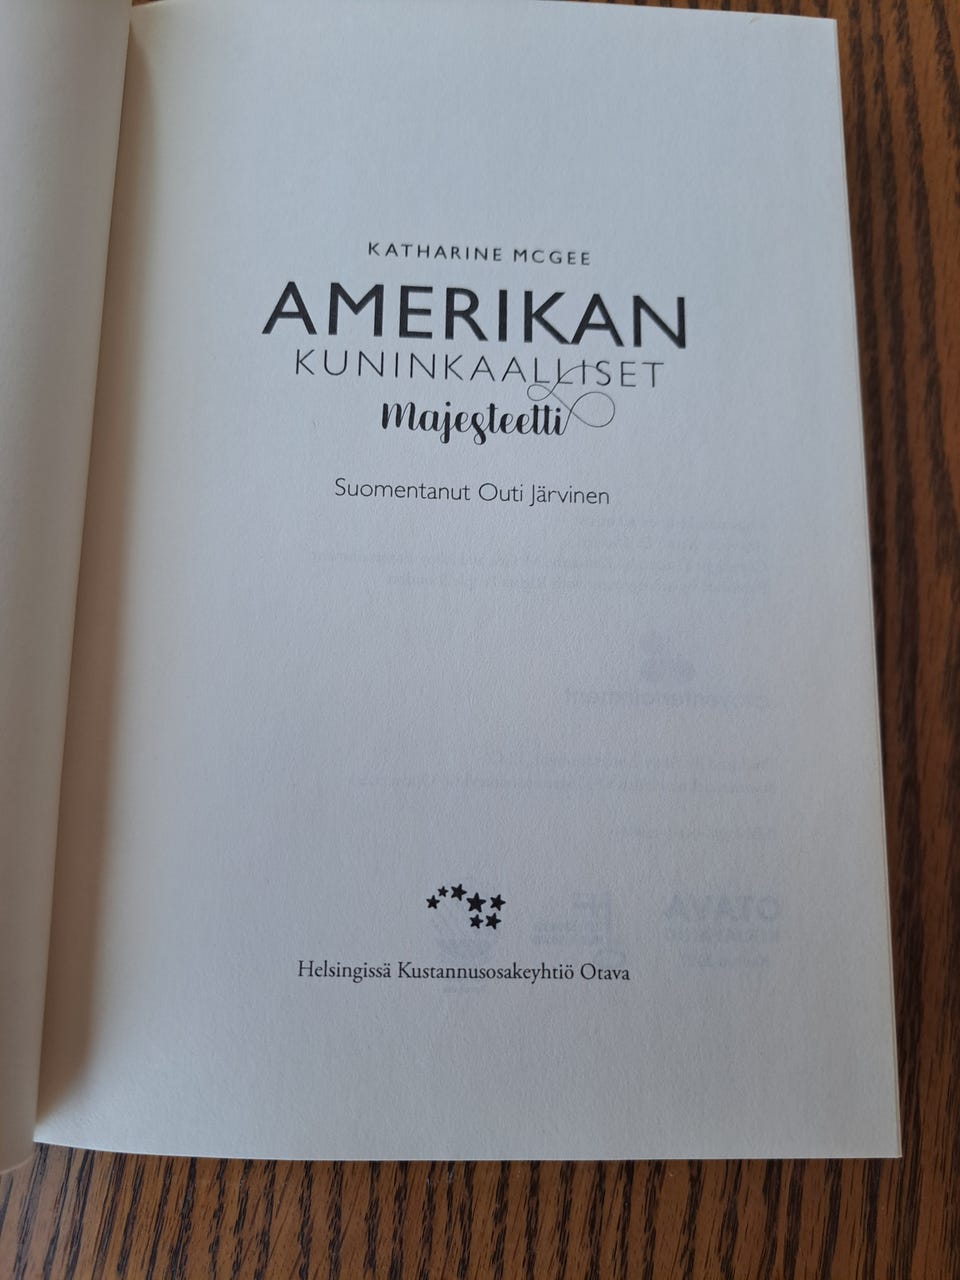 KATHARINE MCGEE
AMERIKAN
KUNINKAALLISET
Majesteetti
Suomentanut Outi Järvinen
Helsingissä Kustannusosakeyhtiö Otava